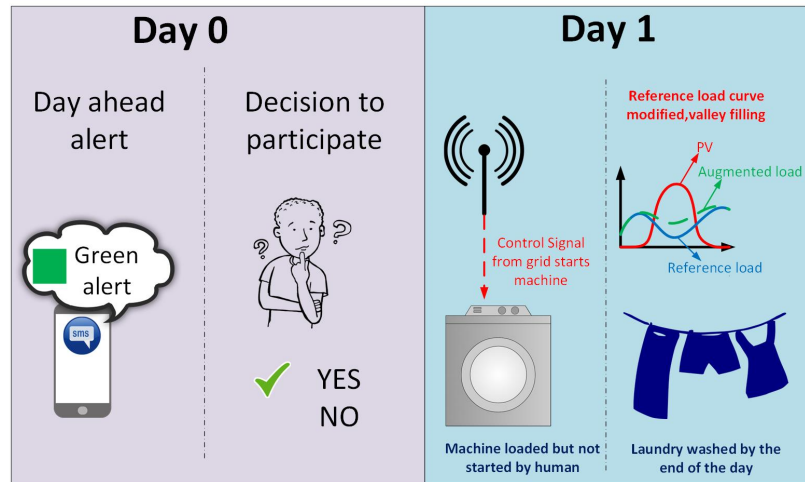 Day 0
Day ahead
alert
Green
alert
sms
Decision to
participate
?
?
YES
NO
Day 1
Control Signal
from grid starts
machine
Machine loaded but not
started by human
Reference load curve
modified,valley filling
PV
Augmented load
Reference load
Laundry washed by the
end of the day